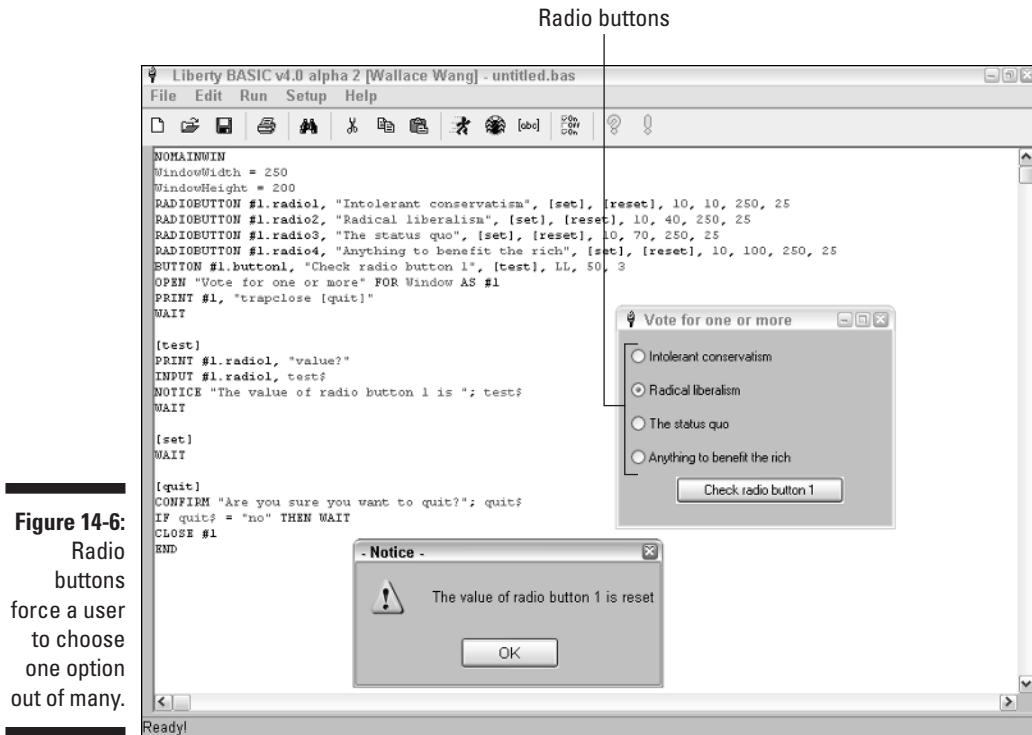 Radio buttons
Liberty BASIC v4.0 alpha 2 [Wallace Wang] - untitled.bas
File Edit Run Setup Help
[abc]
NOMAINWIN
WindowWidth = 250
WindowHeight = 200
RADIOBUTTON #1.radio1, "Intolerant conservatism", [set], [reset], 10, 10, 250, 25
RADIOBUTTON #1.radio2, "Radical liberalism", [set], [reset], 10, 40, 250, 25
RADIOBUTTON #1.radio3, "The status quo", [set], [reset], 10, 70, 250, 25
RADIOBUTTON #1.radio4, "Anything to benefit the rich", [set], [reset], 10, 100, 250, 25
BUTTON #1.button1, "Check radio button 1", [test], LL, 50, 3
OPEN "Vote for one or more" FOR Window AS #1
PRINT #1, "trapclose [quit]"
WAIT
[test]
PRINT #1.radio1, "value?"
INPUT #1.radio1, test$
NOTICE "The value of radio button 1 is "; test$
WAIT
[set]
WAIT
[quit]
CONFIRM "Are you sure you want to quit?"; quit$
IF quit$ = "no" THEN WAIT
CLOSE #1
END
Vote for one or more
Intolerant conservatism
Radical liberalism
The status quo
Anything to benefit the rich
Check radio button 1
- Notice -
The value of radio button 1 is reset
OK
Ready!
Figure 14-6:
Radio
buttons
force a user
to choose
one option
out of many.